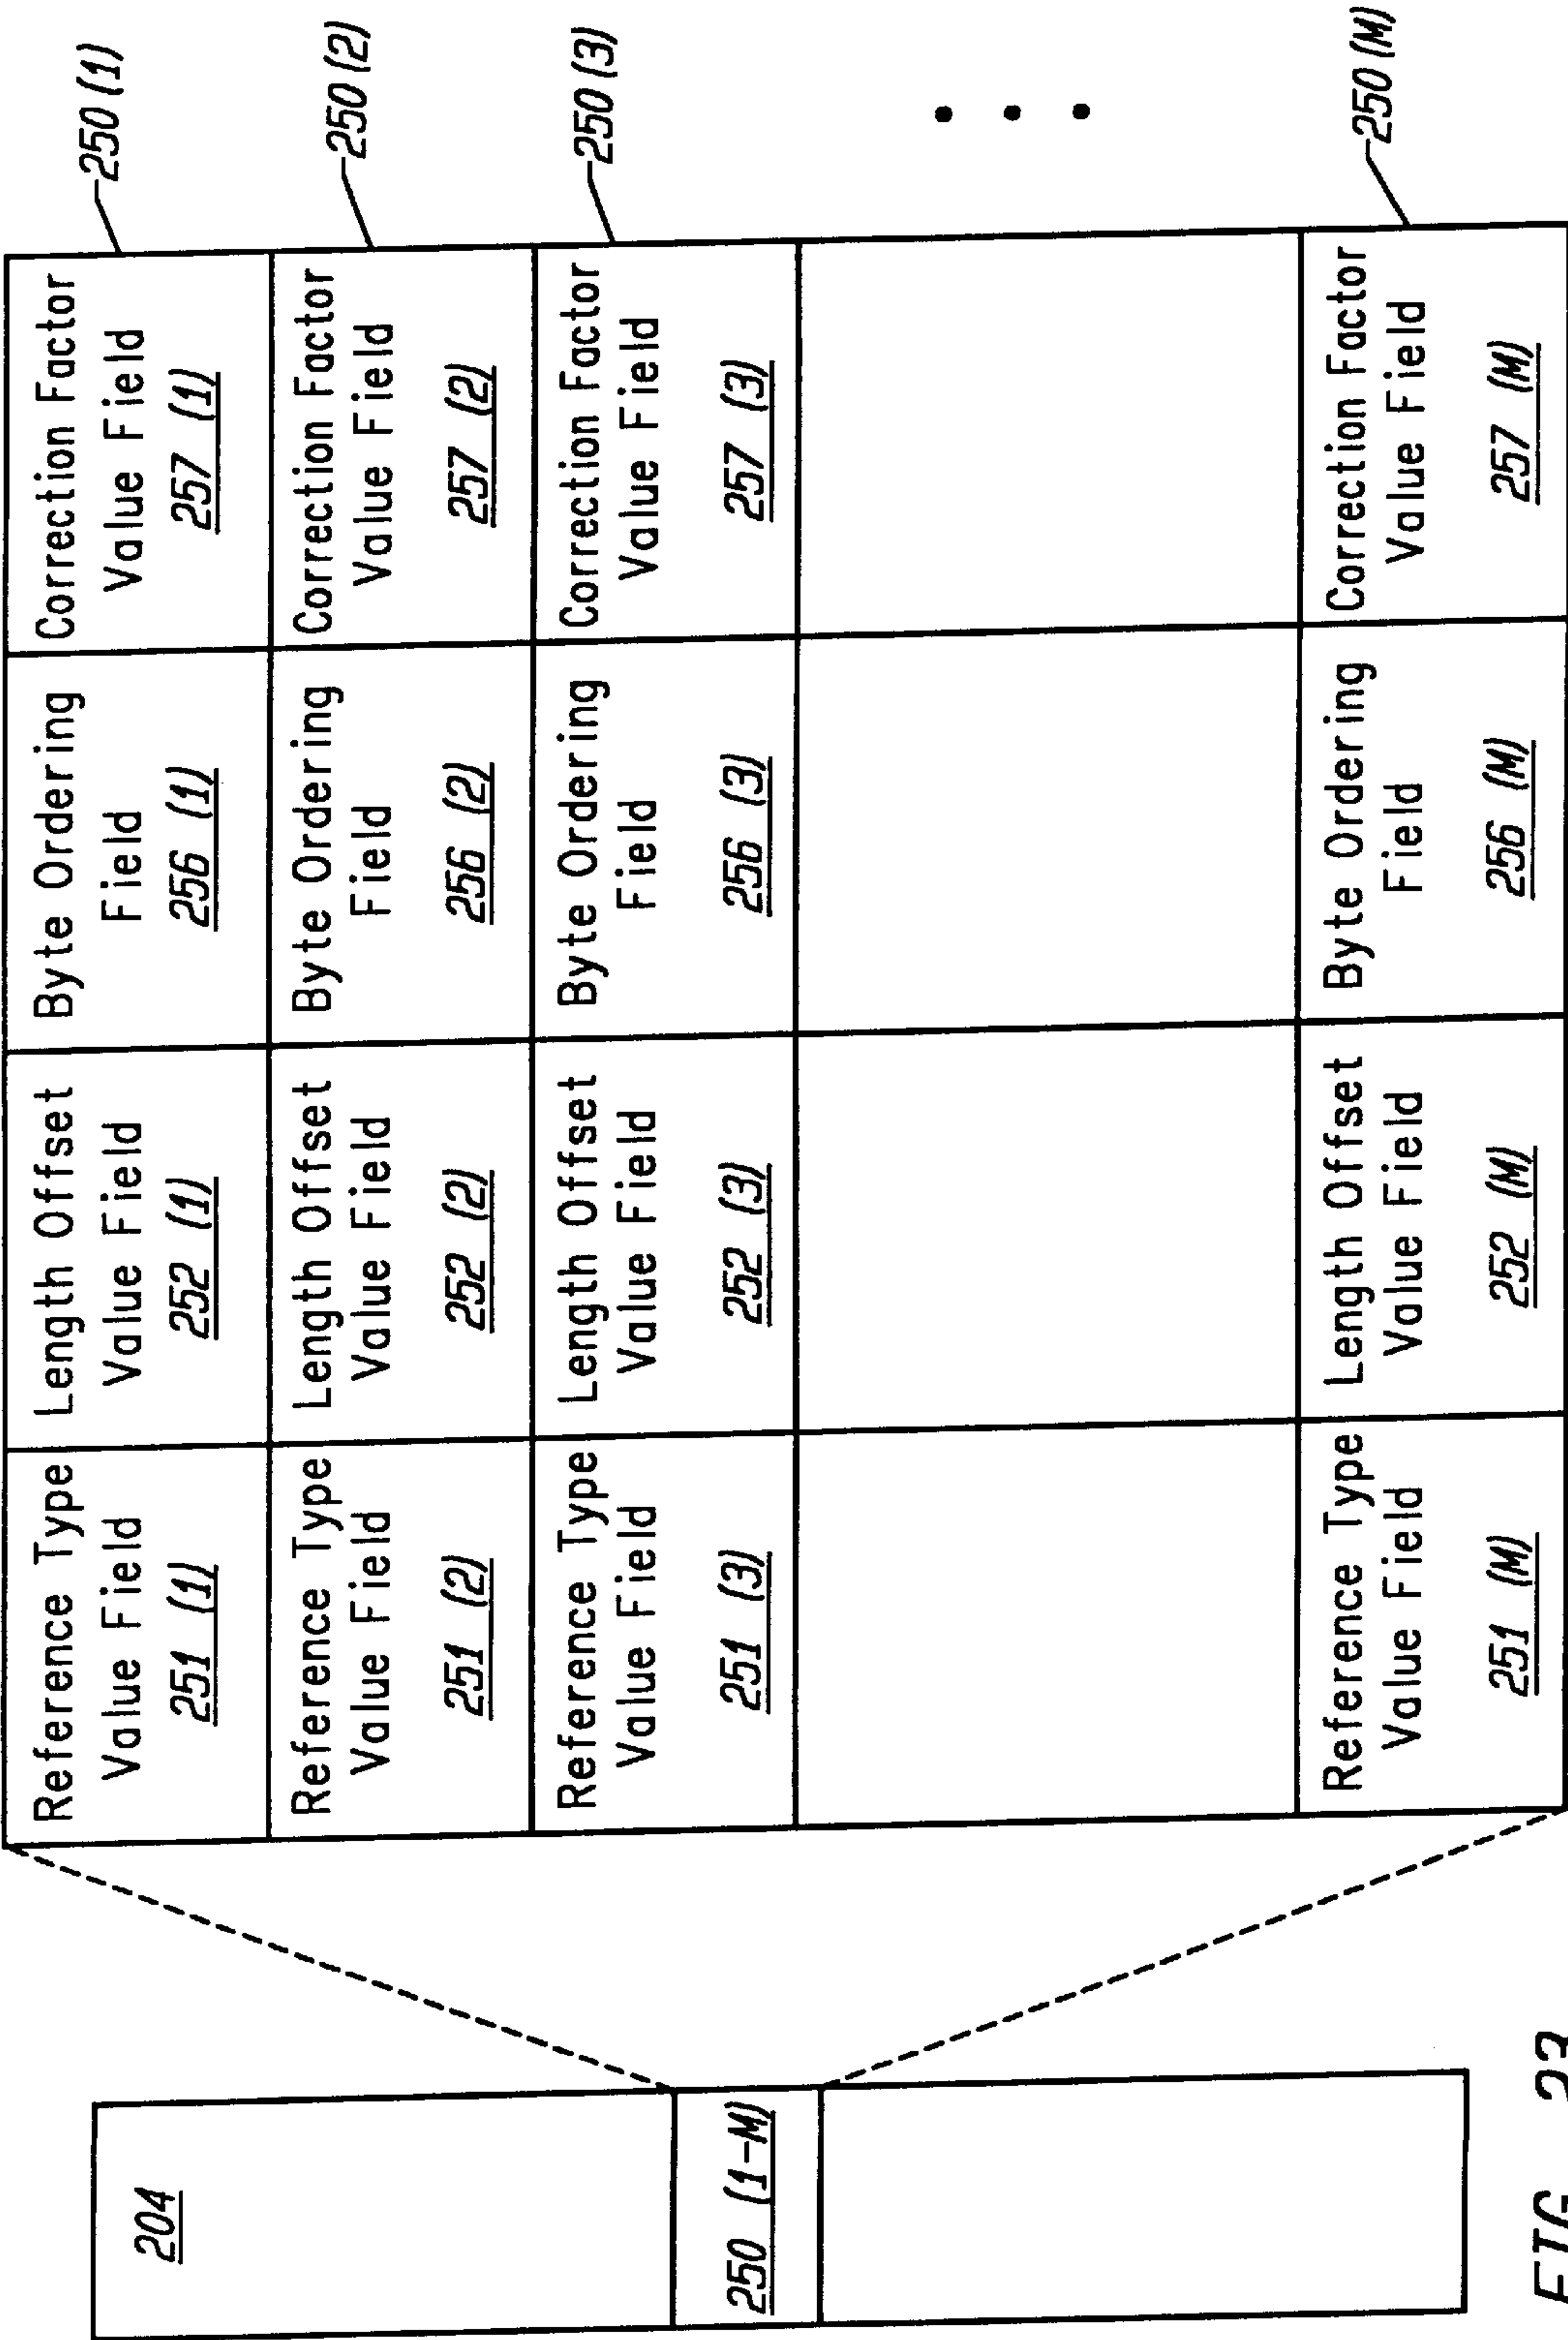 204
250 (1-M)
Reference Type
Value Field
251 (1)
Length Offset
Value Field
252 (1)
Byte Ordering
Field
256 (1)
Correction Factor
Value Field
257 (1)
250 (1)
Reference Type
Value Field
251 (2)
Length Offset
Value Field
252 (2)
Byte Ordering
Field
256 (2)
Correction Factor
Value Field
257 (2)
250 (2)
Reference Type
Value Field
251 (3)
Length Offset
Value Field
252 (3)
Byte Ordering
Field
256 (3)
Correction Factor
Value Field
257 (3)
250 (3)
Reference Type
Value Field
251 (M)
Length Offset
Value Field
252 (M)
Byte Ordering
Field
256 (M)
Correction Factor
Value Field
257 (M)
250 (M)
FIG. 23